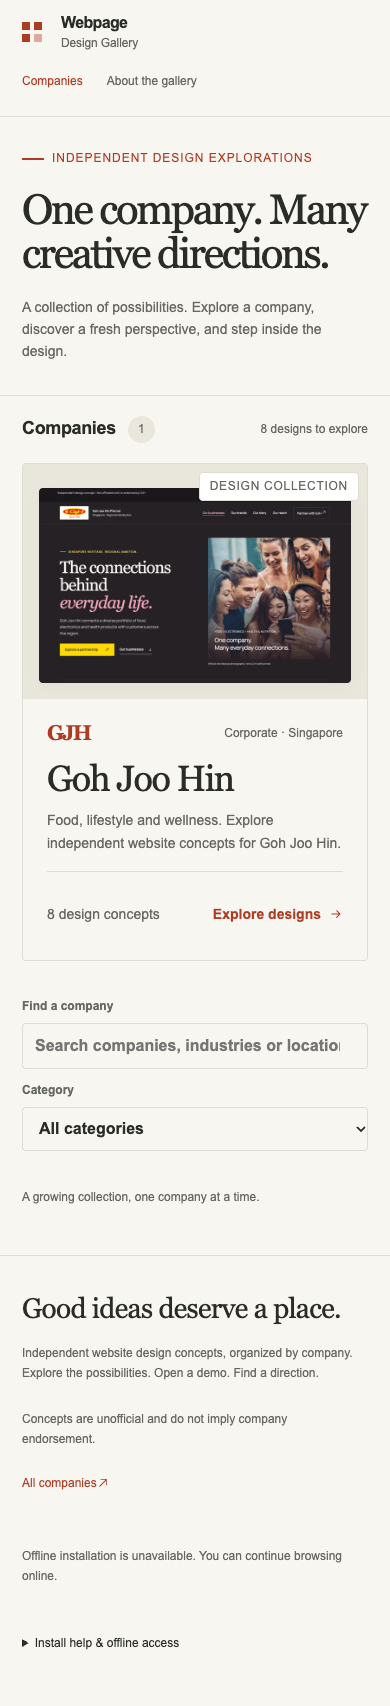 Webpage
Design Gallery
Companies
About the gallery
INDEPENDENT DESIGN EXPLORATIONS
One company. Many
creative directions.
A collection of possibilities. Explore a company,
discover a fresh perspective, and step inside the
design.
Companies 1
8 designs to explore
DESIGN COLLECTION
The connections
behind
everyday life.
One company.
Many everyday connections.
GJH
Corporate · Singapore
Goh Joo Hin
Food, lifestyle and wellness. Explore
independent website concepts for Goh Joo Hin.
8 design concepts
Explore designs →
Find a company
Search companies, industries or locatio
Category
All categories
A growing collection, one company at a time.
Good ideas deserve a place.
Independent website design concepts, organized by company.
Explore the possibilities. Open a demo. Find a direction.
Concepts are unofficial and do not imply company
endorsement.
All companies↗
Offline installation is unavailable. You can continue browsing
online.
Install help & offline access